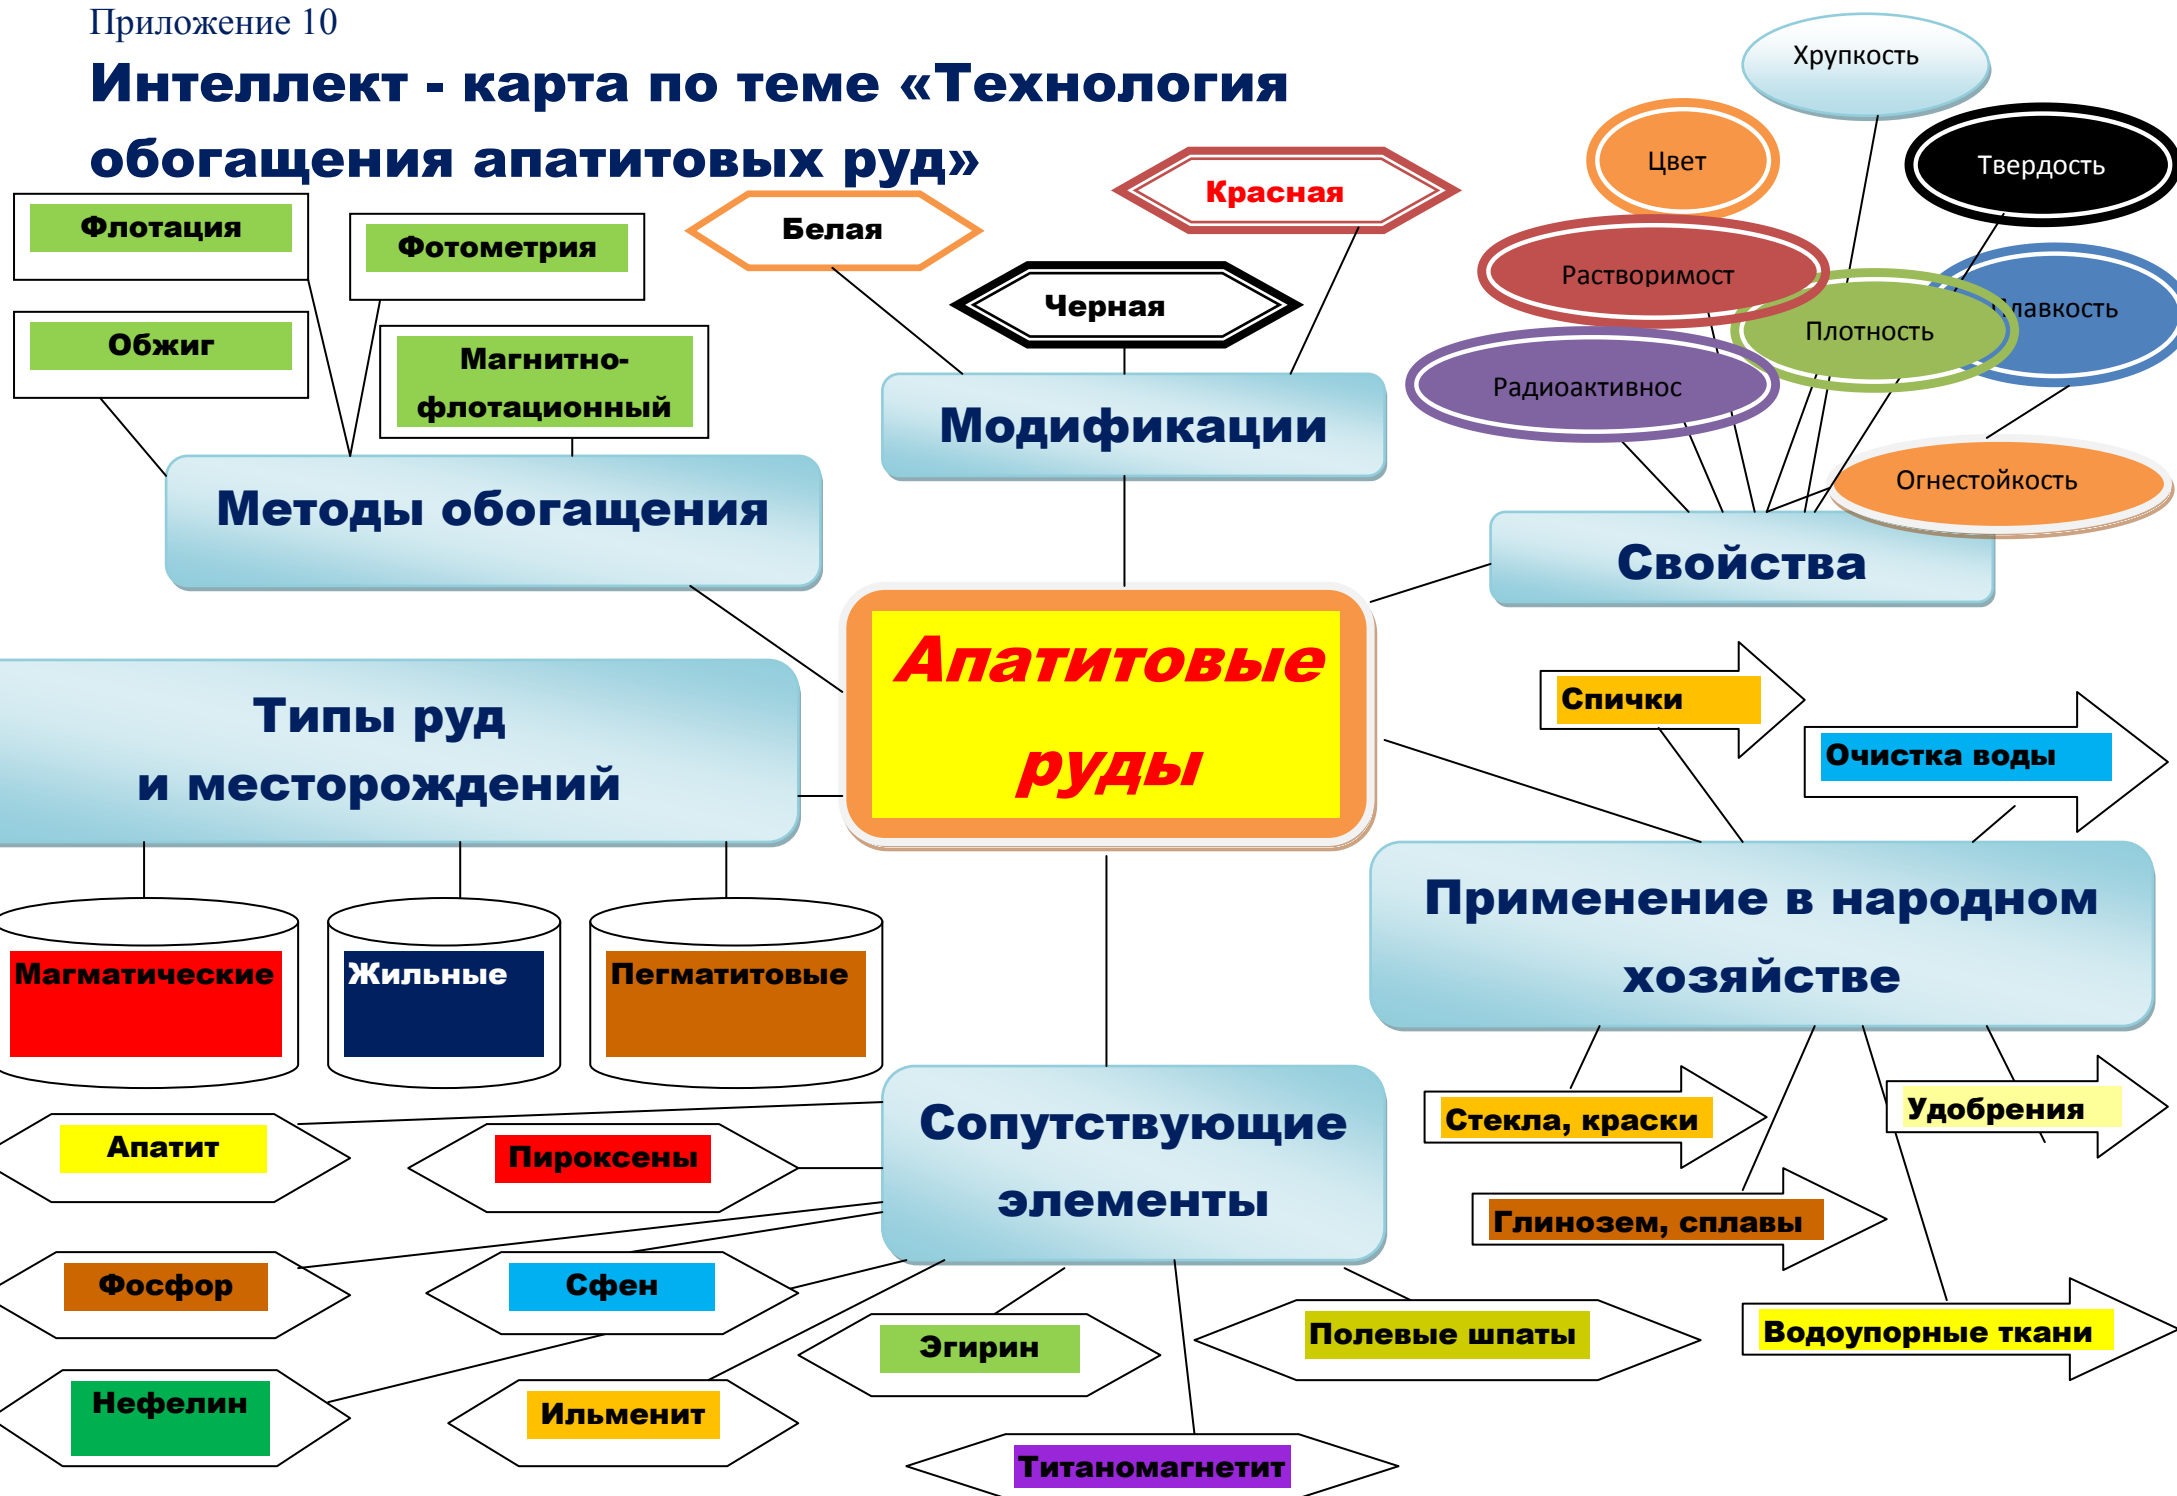 Приложение 10
Интеллект - карта по теме «Технология
обогащения апатитовых руд»
Флотация
Фотометрия
Обжиг
Магнитно-
флотационный
Методы обогащения
Белая
Красная
Черная
Модификации
Хрупкость
Цвет
Твердость
Растворимост
Плотность
лавкость
Радиоактивнос
Огнестойкость
Свойства
Апатитовые
руды
Типы руд
и месторождений
Магматические
Жильные
Пегматитовые
Спички
Очистка воды
Применение в народном
хозяйстве
Стекла, краски
Удобрения
Глинозем, сплавы
Водоупорные ткани
Сопутствующие
элементы
Апатит
Пироксены
Фосфор
Сфен
Нефелин
Ильменит
Эгирин
Полевые шпаты
Титаномагнетит